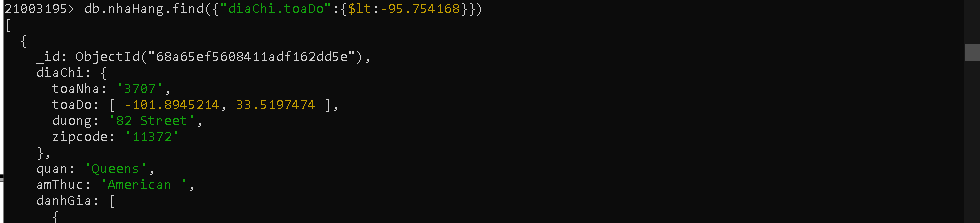 21003195> db.nhaHang.find({"diaChi.toaDo":{$lt:-95.754168}})
[
  {
    _id: ObjectId("68a65ef5608411adf162dd5e"),
    diaChi: {
      toaNha: '3707',
      toaDo: [ -101.8945214, 33.5197474 ],
      duong: '82 Street',
      zipcode: '11372'
    },
    quan: 'Queens',
    amThuc: 'American ',
    danhGia: [
      {